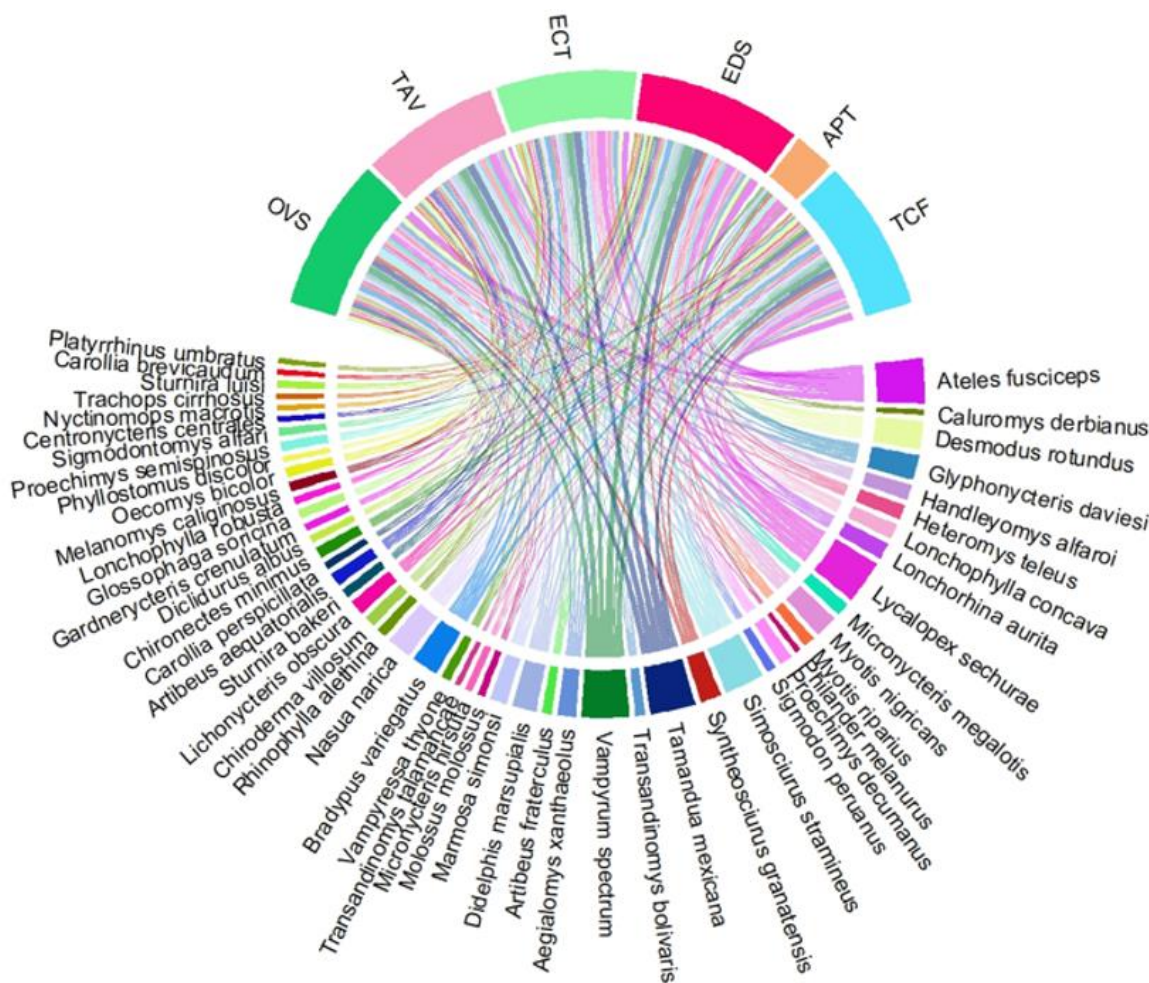 OVS
TAV
ECT
EDS
APT
TCF
Platyrrhinus umbratus
Carollia brevicaudum
Sturnira luisi
Trachops cirrhosus
Nyctinomops macrotis
Centronycteris centrales
Sigmodontomys alfari
Proechimys semispinosus
Phyllostomus discolor
Oecomys bicolor
Melanomys caliginosus
Lonchophylla robusta
Glossophaga soricina
Gardnerycteris crenulatum
Diclidurus albus
Chironectes minimus
Carollia perspicillata
Artibeus aequatorialis
Sturnira bakeri
Lichonycteris obscura
Chiroderma villosum
Rhinophylla alethina
Nasua narica
Bradypus variegatus
Vampyressa thyone
Transandinomys talamancae
Micronycteris hirsuta
Molossus molossus
Marmosa simonsi
Didelphis marsupialis
Artibeus fraterculus
Aegialomys xanthaeolus
Vampyrum spectrum
Transandinomys bolivaris
Tamandua mexicana
Syntheosciurus granatensis
Simosciurus stramineus
Sigmodon peruanus
Proechimys decumanus
Philander melanurus
Myotis riparius
Myotis nigricans
Micronycteris megalotis
Lycalopex sechurae
Lonchorhina aurita
Lonchophylla concava
Heteromys teleus
Handleyomys alfaroi
Glyphonycteris daviesi
Desmodus rotundus
Caluromys derbianus
Ateles fusciceps